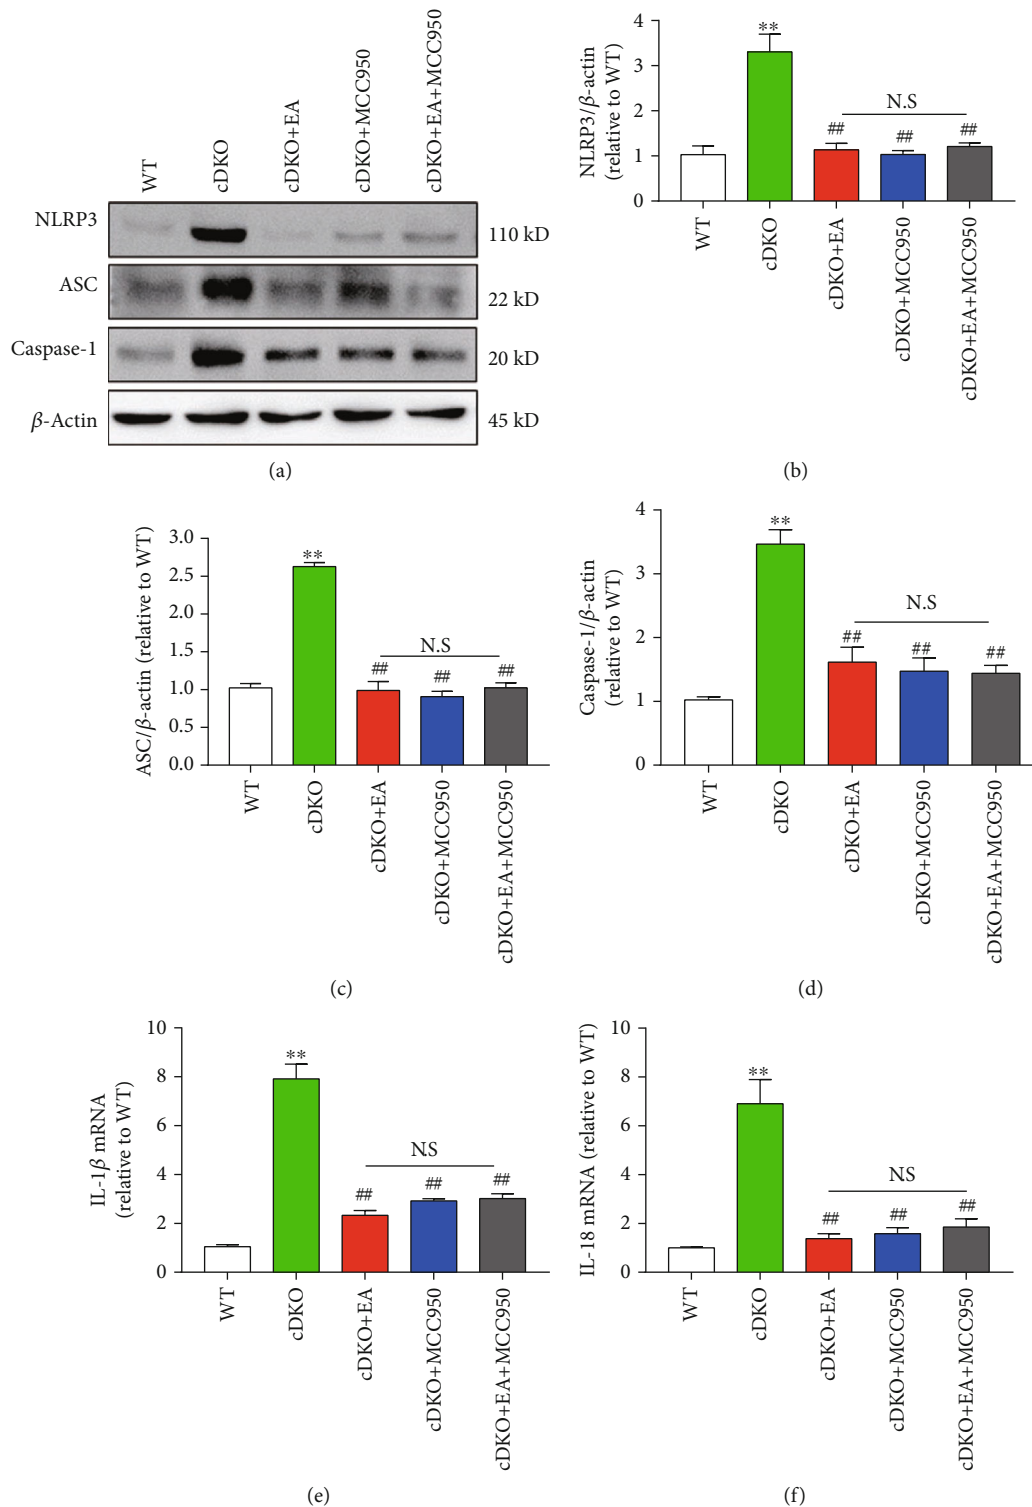 WT
cDKO
cDKO+EA
cDKO+MCC950
cDKO+EA+MCC950
NLRP3
110 kD
ASC
22 kD
Caspase-1
20 kD
β-Actin
45 kD
(a)
NLRP3/β-actin
(relative to WT)
4
3
2
1
0
**
##
##
##
N.S
WT
cDKO
cDKO+EA
cDKO+MCC950
cDKO+EA+MCC950
(b)
ASC/β-actin (relative to WT)
3.0
2.5
2.0
1.5
1.0
0.5
0.0
**
##
##
##
N.S
WT
cDKO
cDKO+EA
cDKO+MCC950
cDKO+EA+MCC950
(c)
Caspase-1/β-actin
(relative to WT)
4
3
2
1
0
**
##
##
##
N.S
WT
cDKO
cDKO+EA
cDKO+MCC950
cDKO+EA+MCC950
(d)
IL-1β mRNA
(relative to WT)
10
8
6
4
2
0
**
##
##
##
NS
WT
cDKO
cDKO+EA
cDKO+MCC950
cDKO+EA+MCC950
(e)
IL-18 mRNA (relative to WT)
10
8
6
4
2
0
**
##
##
##
NS
WT
cDKO
cDKO+EA
cDKO+MCC950
cDKO+EA+MCC950
(f)